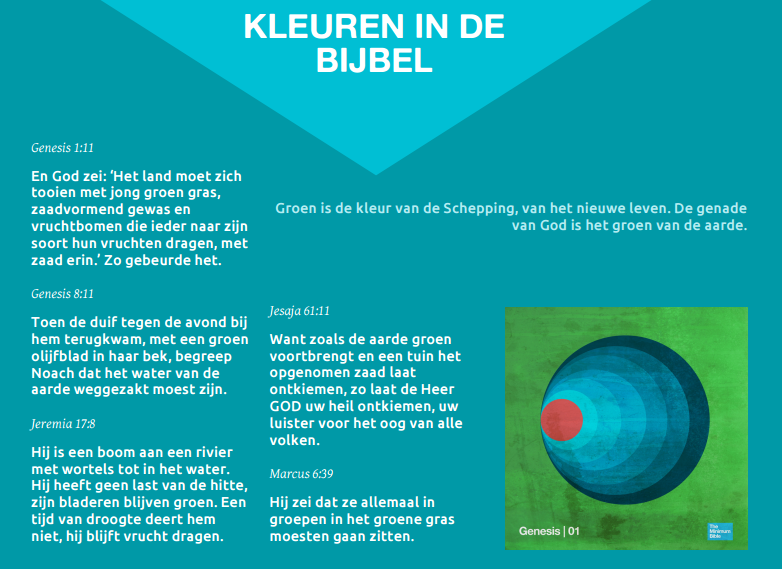 KLEUREN IN DE
BIJBEL
Genesis 1:11
En God zei: ‘Het land moet zich
tooien met jong groen gras,
zaadvormend gewas en
vruchtbomen die ieder naar zijn
soort hun vruchten dragen, met
zaad erin.’ Zo gebeurde het.
Genesis 8:11
Toen de duif tegen de avond bij
hem terugkwam, met een groen
olijfblad in haar bek, begreep
Noach dat het water van de
aarde weggezakt moest zijn.
Jeremia 17:8
Hij is een boom aan een rivier
met wortels tot in het water.
Hij heeft geen last van de hitte,
zijn bladeren blijven groen. Een
tijd van droogte deert hem
niet, hij blijft vrucht dragen.
Groen is de kleur van de Schepping, van het nieuwe leven. De genade
van God is het groen van de aarde.
Jesaja 61:11
Want zoals de aarde groen
voortbrengt en een tuin het
opgenomen zaad laat
ontkiemen, zo laat de Heer
GOD uw heil ontkiemen, uw
luister voor het oog van alle
volken.
Marcus 6:39
Hij zei dat ze allemaal in
groepen in het groene gras
moesten gaan zitten.
Genesis | 01
The
Minimum
Bible